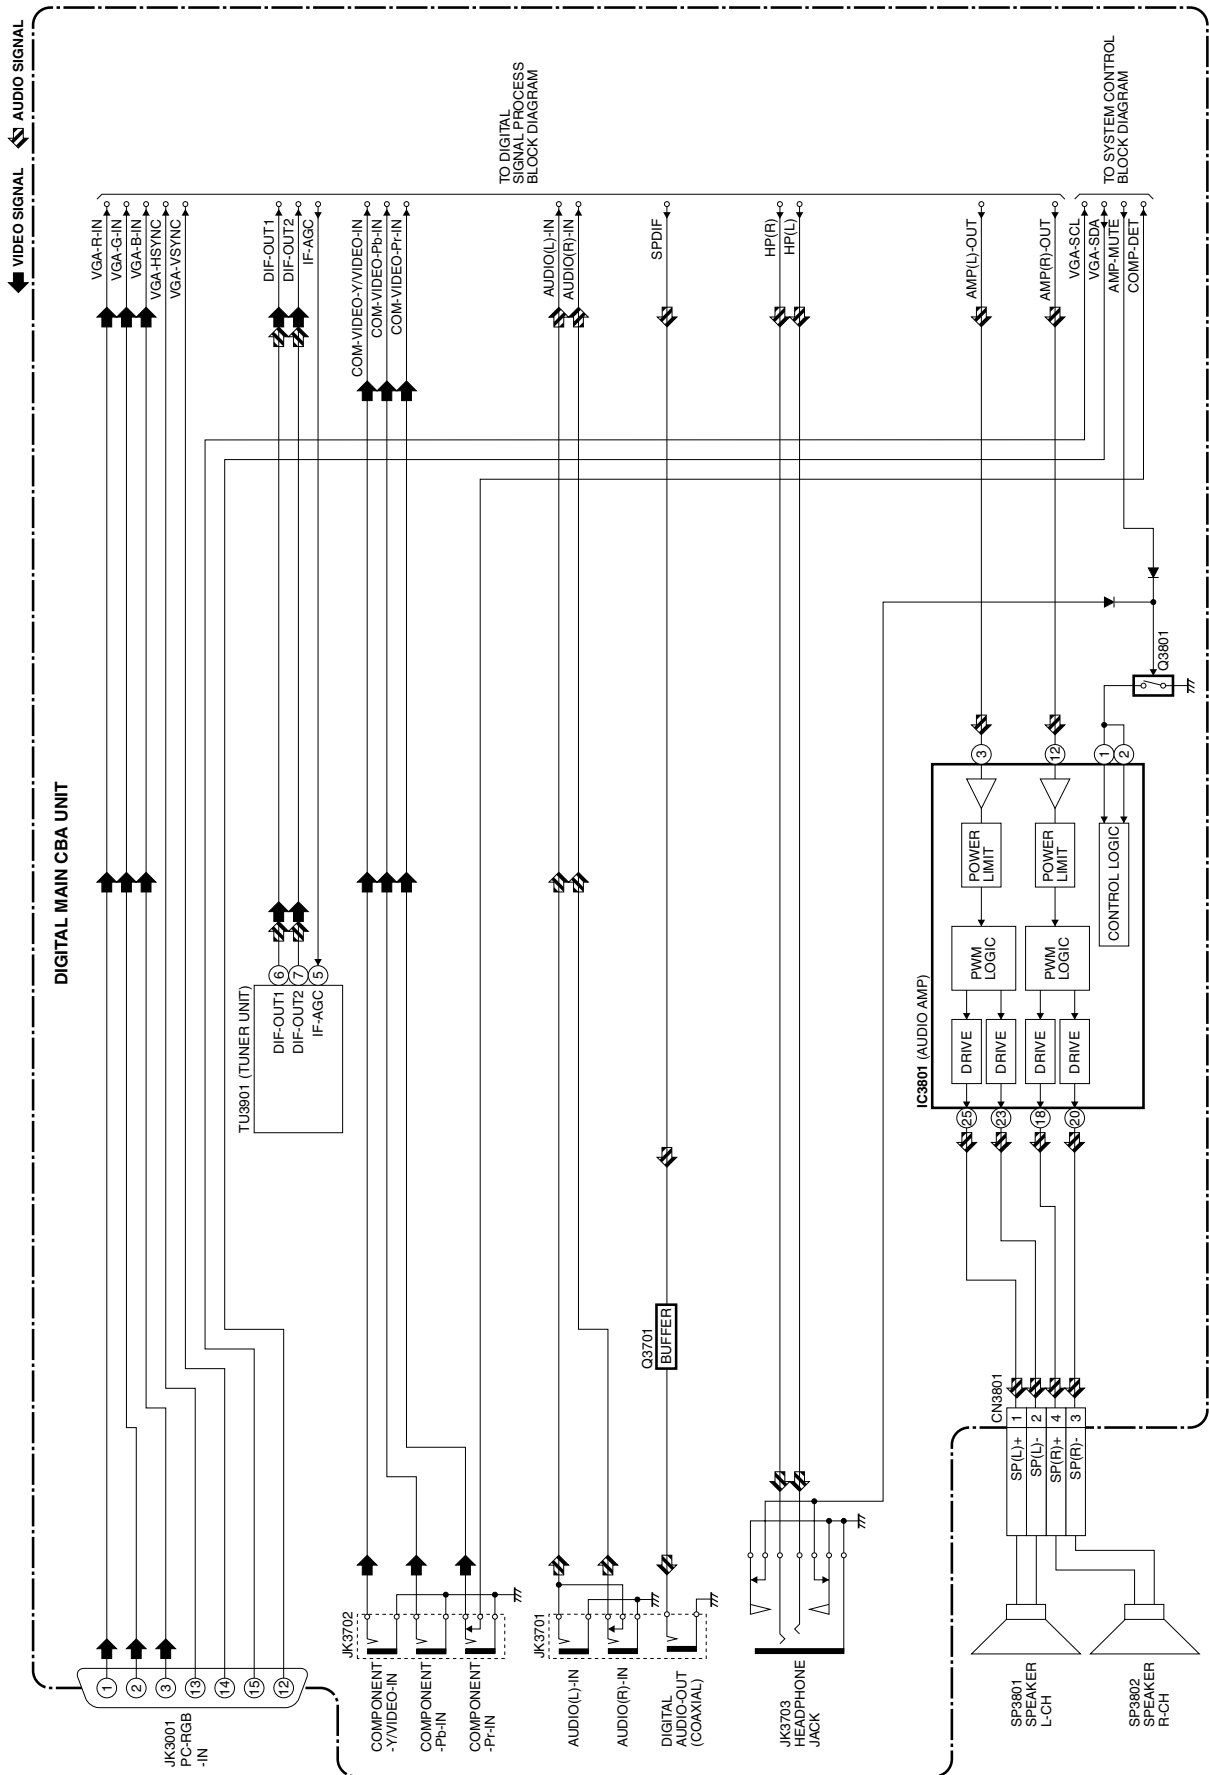 VIDEO SIGNAL
AUDIO SIGNAL
DIGITAL MAIN CBA UNIT
JK3001
PC-RGB
-IN
1
2
3
13
14
15
12
VGA-R-IN
VGA-G-IN
VGA-B-IN
VGA-HSYNC
VGA-VSYNC
TU3901 (TUNER UNIT)
DIF-OUT1
DIF-OUT2
IF-AGC
6
7
5
DIF-OUT1
DIF-OUT2
IF-AGC
JK3702
COMPONENT
-Y/VIDEO-IN
COMPONENT
-Pb-IN
COMPONENT
-Pr-IN
COM-VIDEO-Y/VIDEO-IN
COM-VIDEO-Pb-IN
COM-VIDEO-Pr-IN
TO DIGITAL
SIGNAL PROCESS
BLOCK DIAGRAM
JK3701
AUDIO(L)-IN
AUDIO(R)-IN
DIGITAL
AUDIO-OUT
(COAXIAL)
AUDIO(L)-IN
AUDIO(R)-IN
Q3701
BUFFER
SPDIF
JK3703
HEADPHONE
JACK
HP(R)
HP(L)
AMP(L)-OUT
AMP(R)-OUT
VGA-SCL
VGA-SDA
AMP-MUTE
COMP-DET
TO SYSTEM CONTROL
BLOCK DIAGRAM
Q3801
IC3801 (AUDIO AMP)
25
DRIVE
23
DRIVE
PWM
LOGIC
POWER
LIMIT
3
18
DRIVE
20
DRIVE
PWM
LOGIC
POWER
LIMIT
12
CONTROL LOGIC
1
2
CN3801
SP(L)+ 1
SP(L)- 2
SP(R)+ 4
SP(R)- 3
SP3801
SPEAKER
L-CH
SP3802
SPEAKER
R-CH